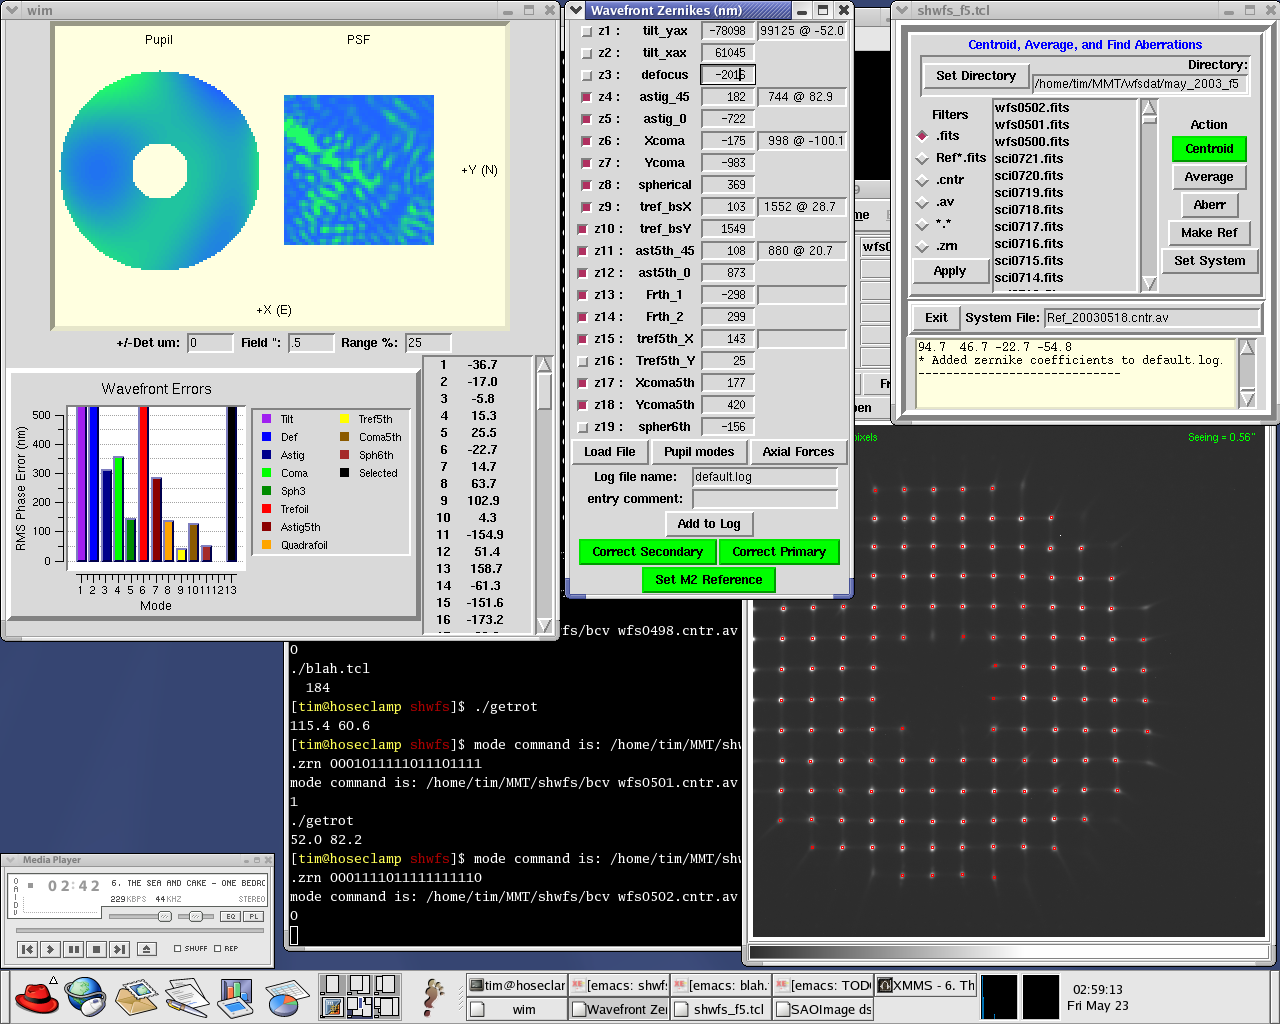 wim
Pupil
PSF
+Y (N)
+X (E)
+/-Det um: 0 Field ": .5 Range %: 25
Wavefront Errors
RMS Phase Error (nm)
500
400
300
200
100
0
1 2 3 4 5 6 7 8 9 10 11 12 13
Mode
Tilt
Def
Astig
Coma
Sph3
Trefoil
Astig5th
Quadrafoil
Tref5th
Coma5th
Sph6th
Selected
1 -36.7
2 -17.0
3 -5.8
4 15.3
5 25.5
6 -22.7
7 14.7
8 63.7
9 102.9
10 4.3
11 -154.9
12 51.4
13 158.7
14 -61.3
15 -151.6
16 -173.2
Wavefront Zernikes (nm)
z1 : tilt_yax -78098 99125 @ -52.0
z2 : tilt_xax 61045
z3 : defocus -2016
z4 : astig_45 182 744 @ 82.9
z5 : astig_0 -722
z6 : Xcoma -175 998 @ -100.1
z7 : Ycoma -983
z8 : spherical 369
z9 : tref_bsX 103 1552 @ 28.7
z10 : tref_bsY 1549
z11 : ast5th_45 108 880 @ 20.7
z12 : ast5th_0 873
z13 : Frth_1 -298
z14 : Frth_2 299
z15 : tref5th_X 143
z16 : Tref5th_Y 25
z17 : Xcoma5th 177
z18 : Ycoma5th 420
z19 : spher6th -156
Load File Pupil modes Axial Forces
Log file name: default.log
entry comment:
Add to Log
Correct Secondary Correct Primary
Set M2 Reference
shwfs_f5.tcl
Centroid, Average, and Find Aberrations
Set Directory Directory:
/home/tim/MMT/wfsdat/may_2003_f5
Filters
.fits
Ref*.fits
.cntr
.av
*.*
.zrn
Apply
wfs0502.fits
wfs0501.fits
wfs0500.fits
sci0721.fits
sci0720.fits
sci0719.fits
sci0718.fits
sci0717.fits
sci0716.fits
sci0715.fits
sci0714.fits
Action
Centroid
Average
Aberr
Make Ref
Set System
Exit System File: Ref_20030518.cntr.av
94.7 46.7 -22.7 -54.8
* Added zernike coefficients to default.log.
-----------------------------
pixels
Seeing = 0.56"
fs/bcv wfs0498.cntr.av
0
./blah.tcl
184
[tim@hoseclamp shwfs]$ ./getrot
115.4 60.6
[tim@hoseclamp shwfs]$ mode command is: /home/tim/MMT/shw
.zrn 0001011111011101111
mode command is: /home/tim/MMT/shwfs/bcv wfs0501.cntr.av
1
./getrot
52.0 82.2
[tim@hoseclamp shwfs]$ mode command is: /home/tim/MMT/shw
.zrn 0001111011111111110
mode command is: /home/tim/MMT/shwfs/bcv wfs0502.cntr.av
0
Media Player
02:42
6. THE SEA AND CAKE - ONE BEDRO
229 KBPS 44 KHZ STEREO
EQ PL
SHUFF REP
tim@hoseclar
[emacs: shwfs
[emacs: blah.
[emacs: TOD
XMMS - 6. Th
wim
Wavefront Zer
shwfs_f5.tcl
SAOImage ds
02:59:13
Fri May 23